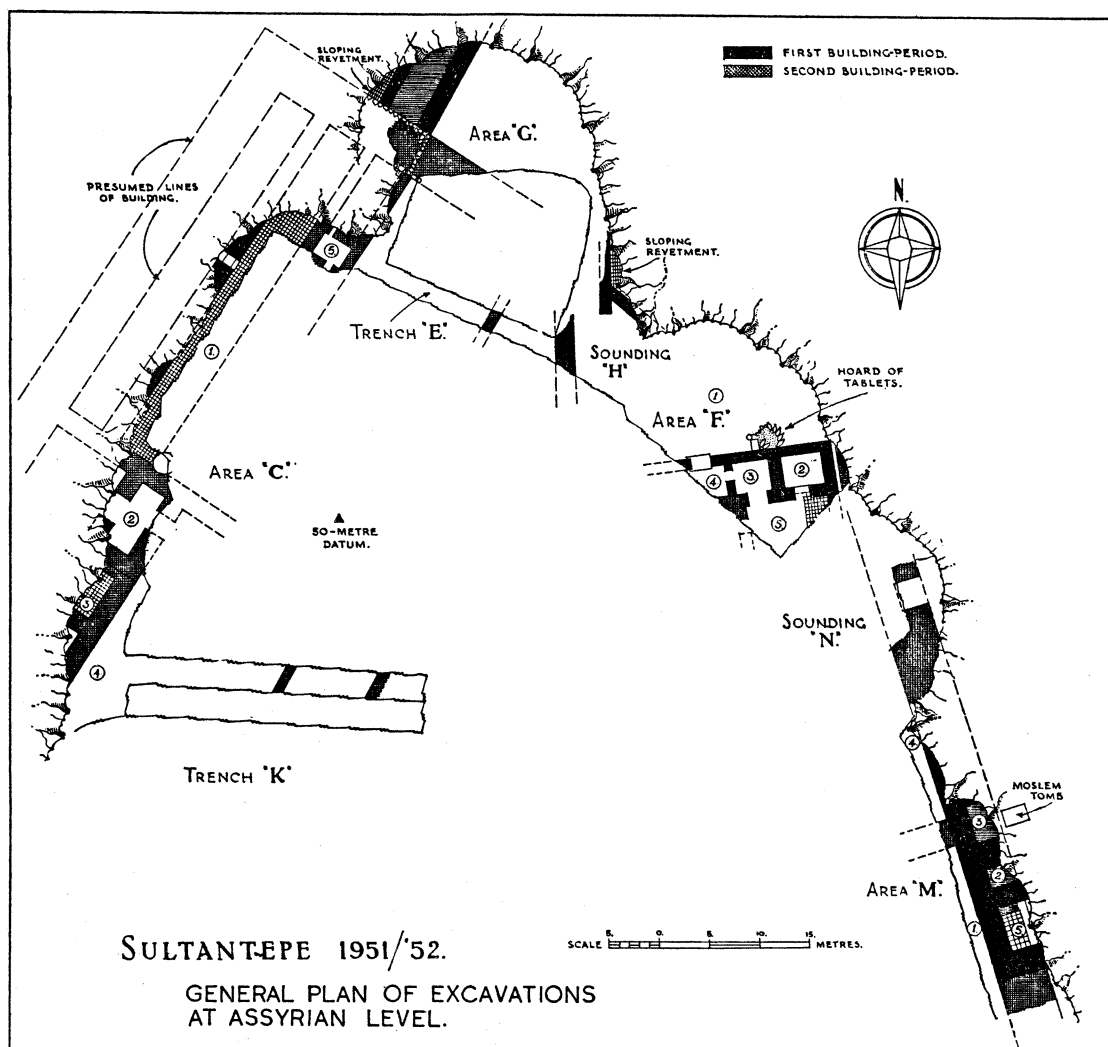 SLOPING
REVETMENT.
FIRST BUILDING-PERIOD.
SECOND BUILDING-PERIOD.
AREA "G".
PRESUMED LINES
OF BUILDING.
N.
5
SLOPING
REVETMENT.
TRENCH "E".
1
SOUNDING
"H"
HOARD OF
TABLETS.
1
AREA "F".
AREA "C".
4
3
2
2
50-METRE
DATUM.
5
3
SOUNDING
"N".
4
4
TRENCH "K"
MOSLEM
TOMB
3
2
AREA "M".
1
5
SULTANTEPE 1951/'52.
SCALE 5. 0. 5. 10. 15. METRES.
GENERAL PLAN OF EXCAVATIONS
AT ASSYRIAN LEVEL.